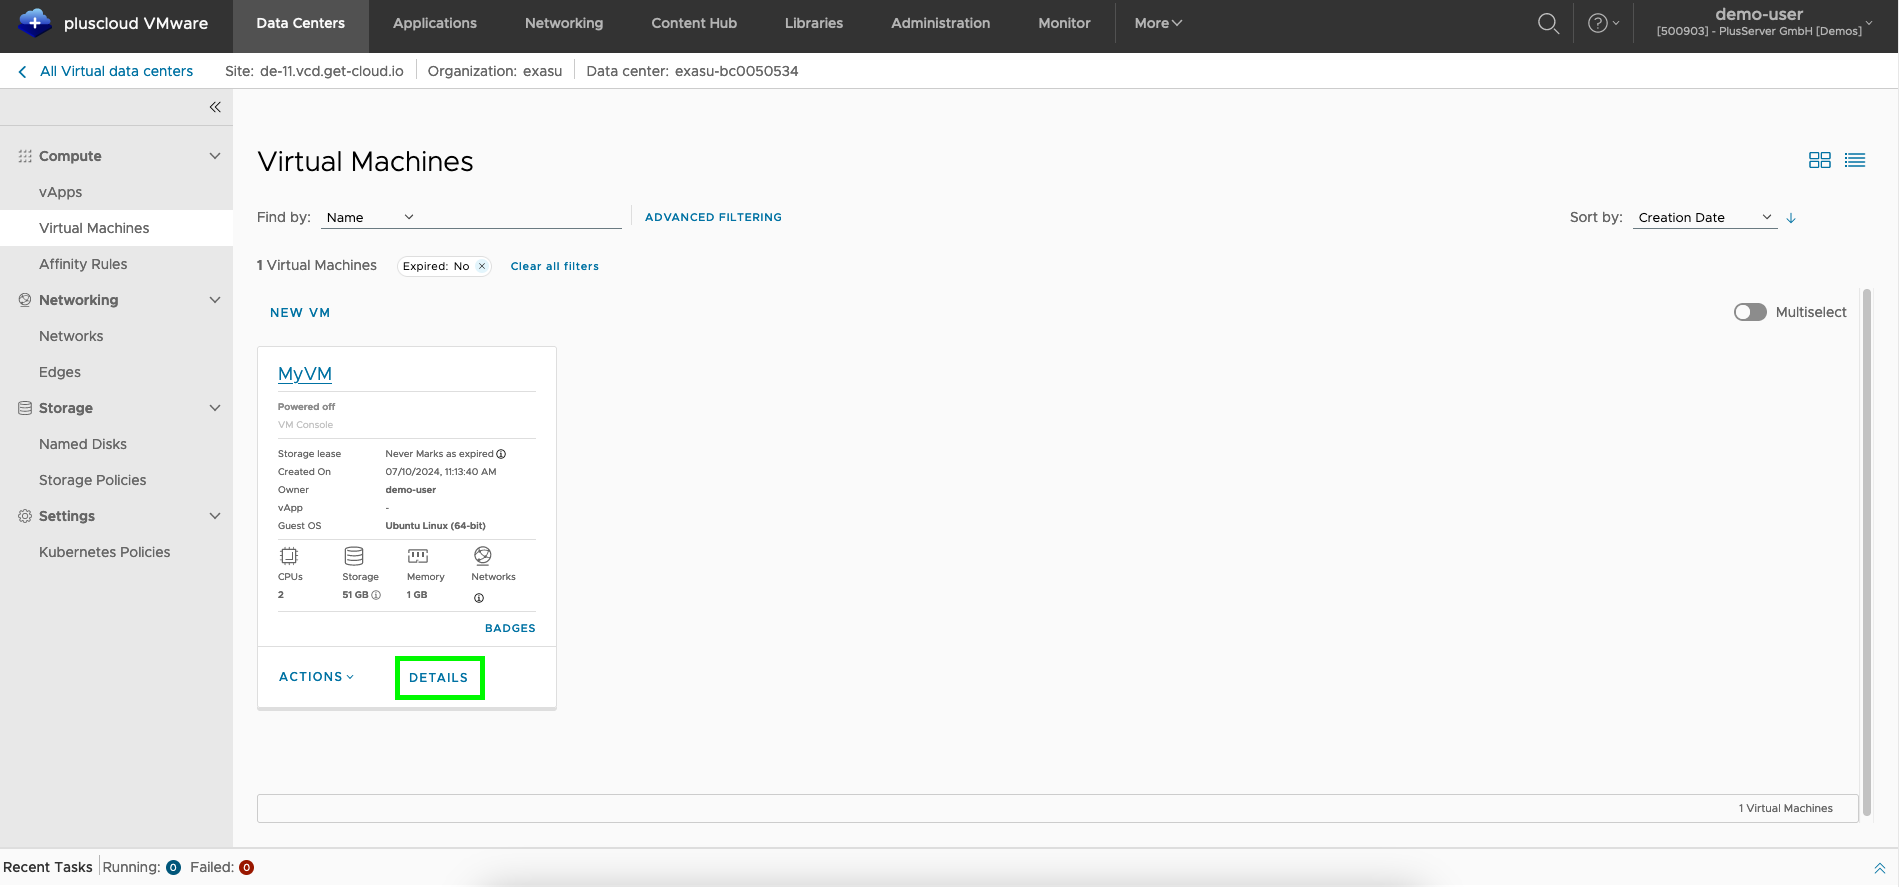 pluscloud VMware
Data Centers
Applications
Networking
Content Hub
Libraries
Administration
Monitor
More
demo-user
[500903] - PlusServer GmbH [Demos]
All Virtual data centers
Site: de-11.vcd.get-cloud.io
Organization: exasu
Data center: exasu-bc0050534
Compute
vApps
Virtual Machines
Affinity Rules
Networking
Networks
Edges
Storage
Named Disks
Storage Policies
Settings
Kubernetes Policies
Virtual Machines
Find by: Name
ADVANCED FILTERING
Sort by: Creation Date
1 Virtual Machines
Expired: No
Clear all filters
NEW VM
Multiselect
MyVM
Powered off
VM Console
Storage lease Never Marks as expired
Created On 07/10/2024, 11:13:40 AM
Owner demo-user
vApp -
Guest OS Ubuntu Linux (64-bit)
CPUs Storage Memory Networks
2 51 GB 1 GB
BADGES
ACTIONS DETAILS
1 Virtual Machines
Recent Tasks Running: 0 Failed: 0